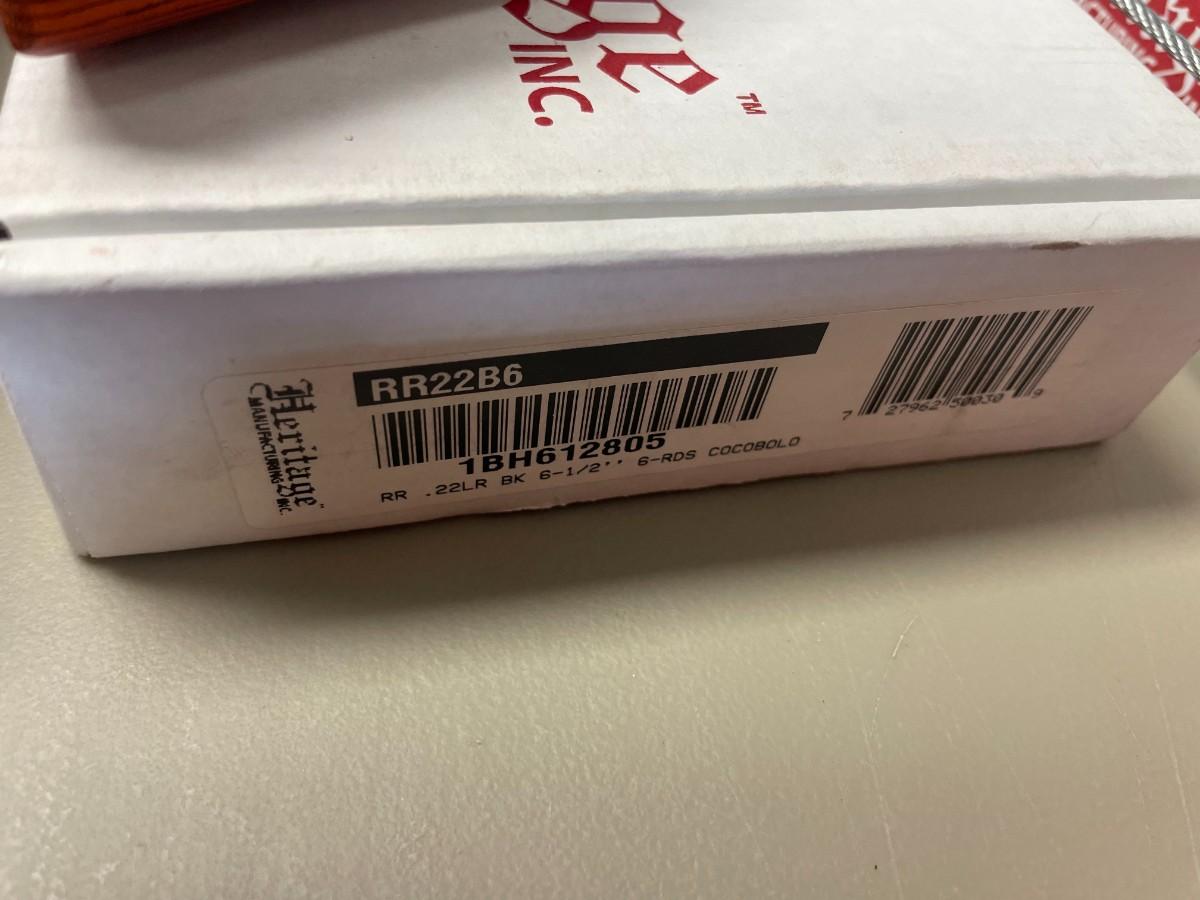 ge
INC.
TM
Heritage
MANUFACTURING INC.
RR22B6
1BH612805
RR .22LR BK 6-1/2'' 6-RDS COCOBOLO
7 27962 50030 9